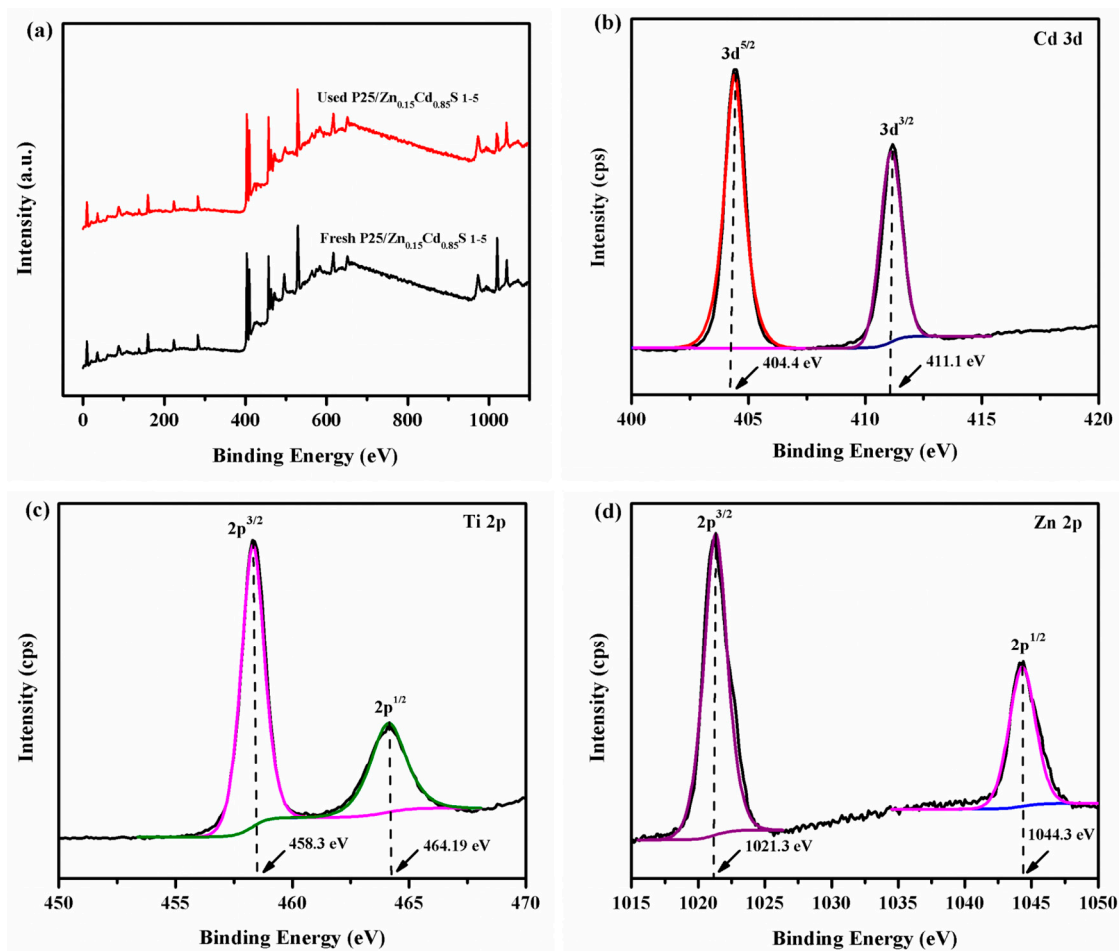 (a)
Used P25/Zn0.15Cd0.85S 1-5
Fresh P25/Zn0.15Cd0.85S 1-5
Intensity (a.u.)
0 200 400 600 800 1000
Binding Energy (eV)
(b)
Cd 3d
3d5/2
3d3/2
404.4 eV
411.1 eV
Intensity (cps)
400 405 410 415 420
Binding Energy (eV)
(c)
Ti 2p
2p3/2
2p1/2
458.3 eV
464.19 eV
Intensity (cps)
450 455 460 465 470
Binding Energy (eV)
(d)
Zn 2p
2p3/2
2p1/2
1021.3 eV
1044.3 eV
Intensity (cps)
1015 1020 1025 1030 1035 1040 1045 1050
Binding Energy (eV)